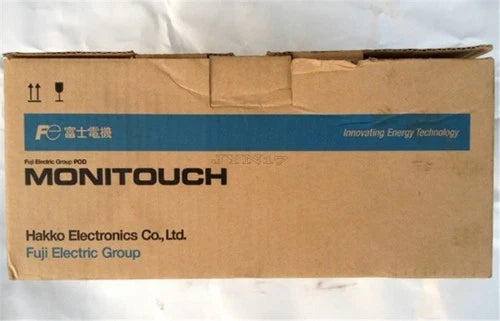 Fe 富士電機
Innovating Energy Technology
Fuji Electric Group POD
MONITOUCH
Hakko Electronics Co., Ltd.
Fuji Electric Group